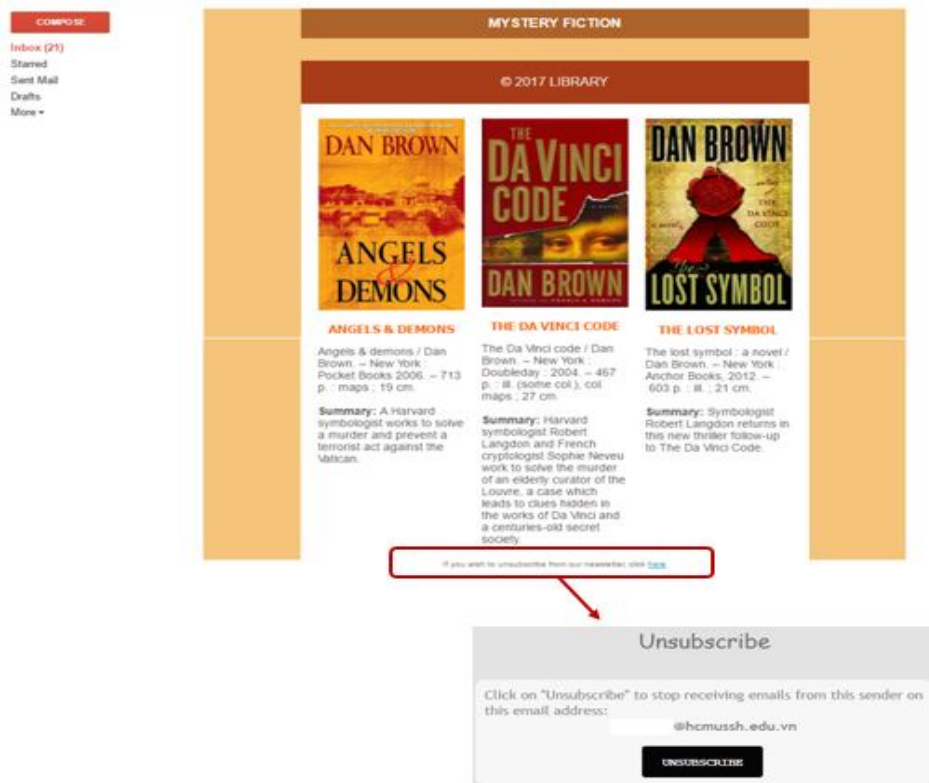 COMPOSE
Inbox (21)
Starred
Sent Mail
Drafts
More
MYSTERY FICTION
© 2017 LIBRARY
DAN BROWN
ANGELS
&
DEMONS
THE
DA VINCI
CODE
A NOVEL
DAN BROWN
DAN BROWN
author
of
THE
DA VINCI
CODE
a novel
The
LOST SYMBOL
ANGELS & DEMONS
Angels & demons / Dan
Brown. – New York :
Pocket Books 2006. – 713
p. : maps ; 19 cm.
Summary: A Harvard
symbologist works to solve
a murder and prevent a
terrorist act against the
Vatican.
THE DA VINCI CODE
The Da Vinci code / Dan
Brown. – New York :
Doubleday : 2004. – 467
p. : ill. (some col.), col.
maps ; 27 cm.
Summary: Harvard
symbologist Robert
Langdon and French
cryptologist Sophie Neveu
work to solve the murder
of an elderly curator of the
Louvre, a case which
leads to clues hidden in
the works of Da Vinci and
a centuries-old secret
society.
THE LOST SYMBOL
The lost symbol : a novel /
Dan Brown. – New York :
Anchor Books, 2012. –
603 p. : ill. ; 21 cm.
Summary: Symbologist
Robert Langdon returns in
this new thriller follow-up
to The Da Vinci Code.
If you wish to unsubscribe from our newsletter, click here
Unsubscribe
Click on "Unsubscribe" to stop receiving emails from this sender on
this email address:
@hcmussh.edu.vn
UNSUBSCRIBE